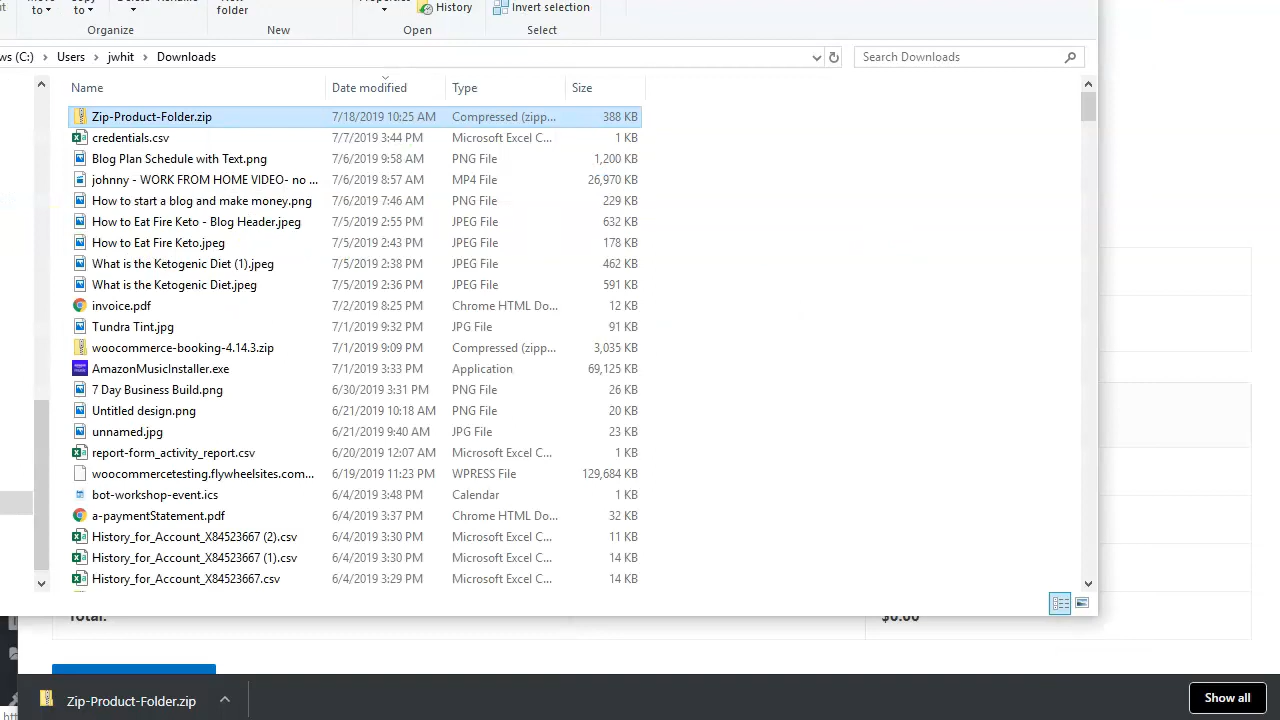 Move to
Copy to
Delete
Rename
New folder
Properties
History
Invert selection
Organize
New
Open
Select
ws (C:) > Users > jwhit > Downloads
Search Downloads
Name Date modified Type Size
Zip-Product-Folder.zip 7/18/2019 10:25 AM Compressed (zipp... 388 KB
credentials.csv 7/7/2019 3:44 PM Microsoft Excel C... 1 KB
Blog Plan Schedule with Text.png 7/6/2019 9:58 AM PNG File 1,200 KB
johnny - WORK FROM HOME VIDEO- no ... 7/6/2019 8:57 AM MP4 File 26,970 KB
How to start a blog and make money.png 7/6/2019 7:46 AM PNG File 229 KB
How to Eat Fire Keto - Blog Header.jpeg 7/5/2019 2:55 PM JPEG File 632 KB
How to Eat Fire Keto.jpeg 7/5/2019 2:43 PM JPEG File 178 KB
What is the Ketogenic Diet (1).jpeg 7/5/2019 2:38 PM JPEG File 462 KB
What is the Ketogenic Diet.jpeg 7/5/2019 2:36 PM JPEG File 591 KB
invoice.pdf 7/2/2019 8:25 PM Chrome HTML Do... 12 KB
Tundra Tint.jpg 7/1/2019 9:32 PM JPG File 91 KB
woocommerce-booking-4.14.3.zip 7/1/2019 9:09 PM Compressed (zipp... 3,035 KB
AmazonMusicInstaller.exe 7/1/2019 3:33 PM Application 69,125 KB
7 Day Business Build.png 6/30/2019 3:31 PM PNG File 26 KB
Untitled design.png 6/21/2019 10:18 AM PNG File 20 KB
unnamed.jpg 6/21/2019 9:40 AM JPG File 23 KB
report-form_activity_report.csv 6/20/2019 12:07 AM Microsoft Excel C... 1 KB
woocommercetesting.flywheelsites.com... 6/19/2019 11:23 PM WPRESS File 129,684 KB
bot-workshop-event.ics 6/4/2019 3:48 PM Calendar 1 KB
a-paymentStatement.pdf 6/4/2019 3:37 PM Chrome HTML Do... 32 KB
History_for_Account_X84523667 (2).csv 6/4/2019 3:30 PM Microsoft Excel C... 11 KB
History_for_Account_X84523667 (1).csv 6/4/2019 3:30 PM Microsoft Excel C... 14 KB
History_for_Account_X84523667.csv 6/4/2019 3:29 PM Microsoft Excel C... 14 KB
Total: $0.00
Zip-Product-Folder.zip
Show all